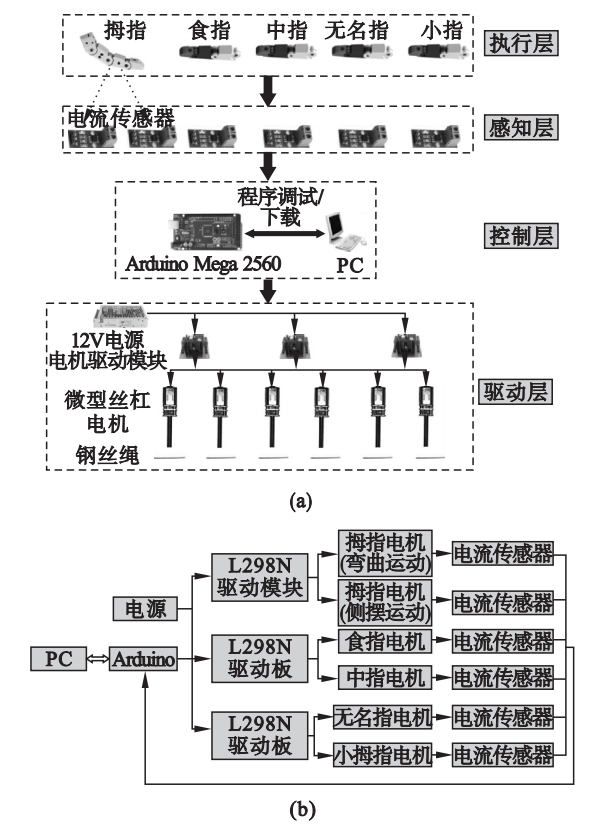 拇指 食指 中指 无名指 小指
执行层
电流传感器
感知层
程序调试/
下载
Arduino Mega 2560 PC
控制层
12V电源
电机驱动模块
微型丝杠
电机
钢丝绳
驱动层
(a)
电源
PC
Arduino
L298N
驱动模块
L298N
驱动板
L298N
驱动板
拇指电机
(弯曲运动)
电流传感器
拇指电机
(侧摆运动)
电流传感器
食指电机
电流传感器
中指电机
电流传感器
无名指电机
电流传感器
小拇指电机
电流传感器
(b)